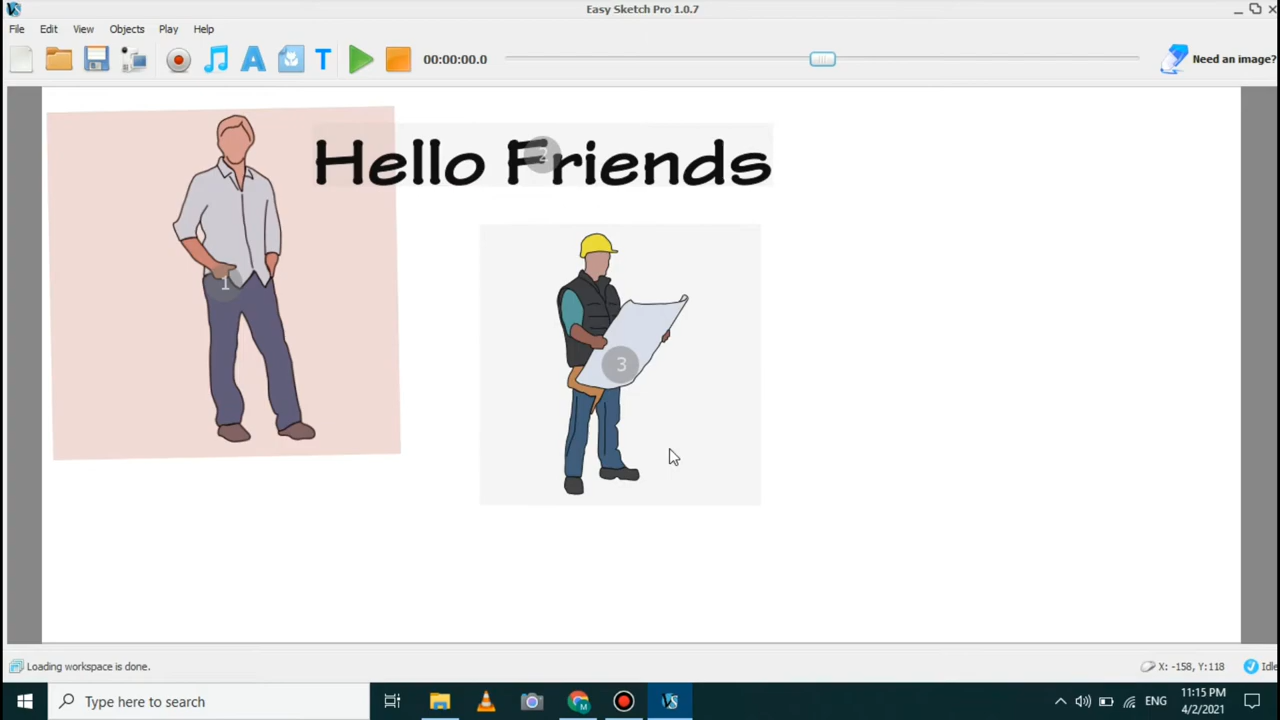 Easy Sketch Pro 1.0.7
File Edit View Objects Play Help
A T 00:00:00.0 Need an image?
Hello Friends
2
1
3
Loading workspace is done. X: -158, Y:118 Idle
Type here to search ENG 11:15 PM
4/2/2021